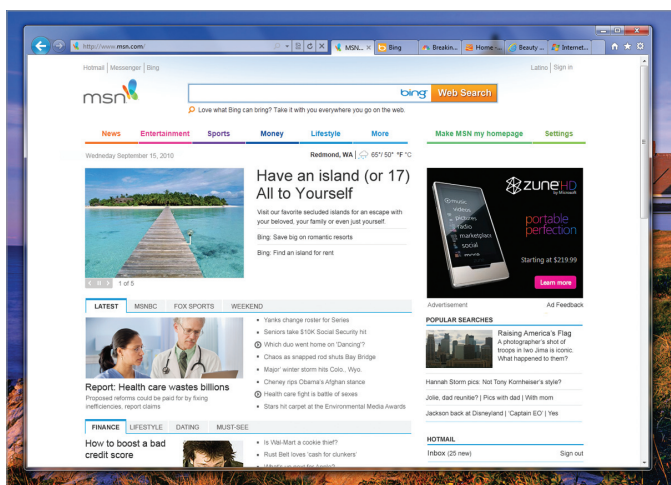 http://www.msn.com/
MSN...
Bing
Breakin...
Home -...
Beauty ...
Internet...
Hotmail | Messenger | Bing
Latino | Sign in
msn
bing Web Search
Love what Bing can bring? Take it with you everywhere you go on the web.
News Entertainment Sports Money Lifestyle More Make MSN my homepage Settings
Wednesday September 15, 2010
Redmond, WA | 65°/ 50° °F °C
Have an island (or 17)
All to Yourself
Visit our favorite secluded islands for an escape with
your beloved, your family or even just yourself.
Bing: Save big on romantic resorts
Bing: Find an island for rent
1 of 5
music
videos
pictures
radio
marketplace
social
more
zune HD
by Microsoft
portable
perfection
Starting at $219.99
Learn more
Advertisement
Ad Feedback
LATEST MSNBC FOX SPORTS WEEKEND
Report: Health care wastes billions
Proposed reforms could be paid for by fixing
inefficiencies, report claims
Yanks change roster for Series
Seniors take $10K Social Security hit
Which duo went home on 'Dancing'?
Chaos as snapped rod shuts Bay Bridge
Major' winter storm hits Colo., Wyo.
Cheney rips Obama's Afghan stance
Health care fight is battle of sexes
Stars hit carpet at the Environmental Media Awards
POPULAR SEARCHES
Raising America's Flag
A photographer's shot of
troops in Iwo Jima is iconic.
What happened to them?
Hannah Storm pics: Not Tony Kornheiser's style?
Jolie, dad reunitie? | Pics with dad | With mom
Jackson back at Disneyland | 'Captain EO' | Yes
FINANCE LIFESTYLE DATING MUST-SEE
How to boost a bad
credit score
Is Wal-Mart a cookie thief?
Rust Belt loves 'cash for clunkers'
What's up next for Apple?
HOTMAIL
Inbox (25 new)
Sign out